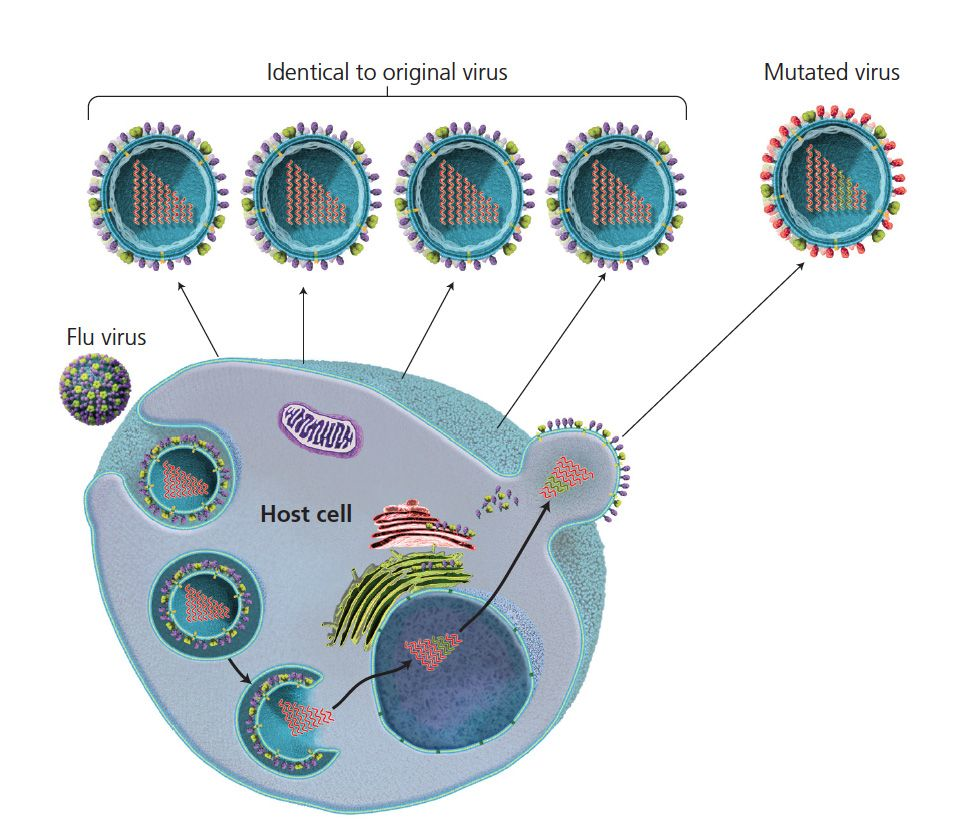 Identical to original virus
Mutated virus
Flu virus
Host cell